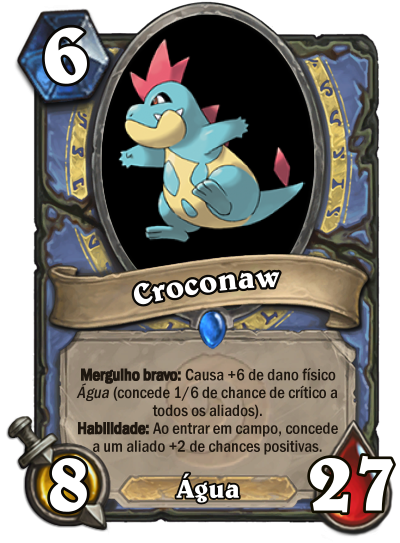 6
Croconaw
Mergulho bravo: Causa +6 de dano físico
Água (concede 1/6 de chance de crítico a
todos os aliados).
Habilidade: Ao entrar em campo, concede
a um aliado +2 de chances positivas.
8
Água
27